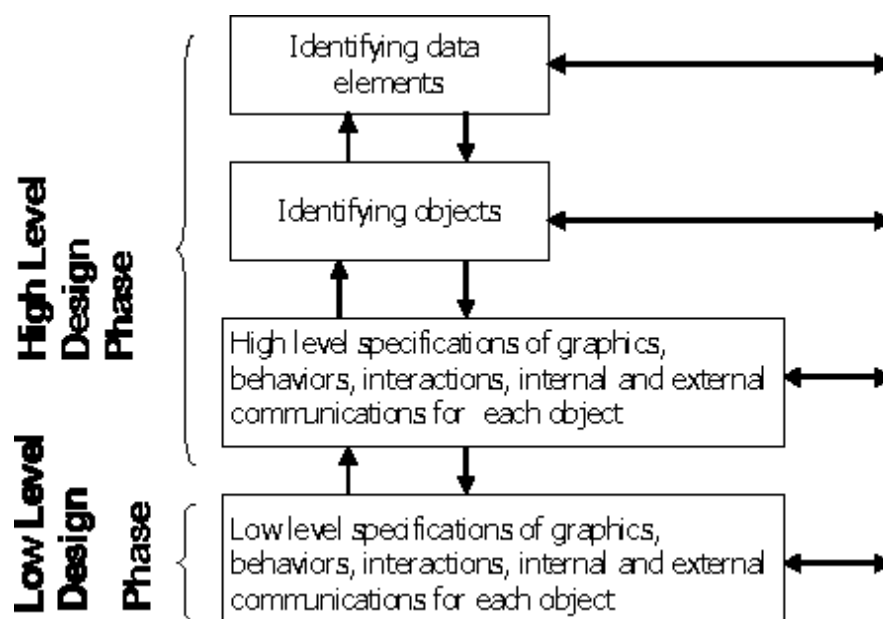 Identifying data
elements
Identifying objects
High Level
Design
Phase
High level specifications of graphics,
behaviors, interactions, internal and external
communications for each object
Low Level
Design
Phase
Low level specifications of graphics,
behaviors, interactions, internal and external
communications for each object